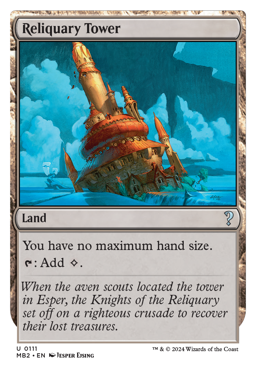 Reliquary Tower
Land
You have no maximum hand size.
: Add .
When the aven scouts located the tower
in Esper, the Knights of the Reliquary
set off on a righteous crusade to recover
their lost treasures.
U 0111
MB2 • EN Jesper Ejsing
™ & © 2024 Wizards of the Coast